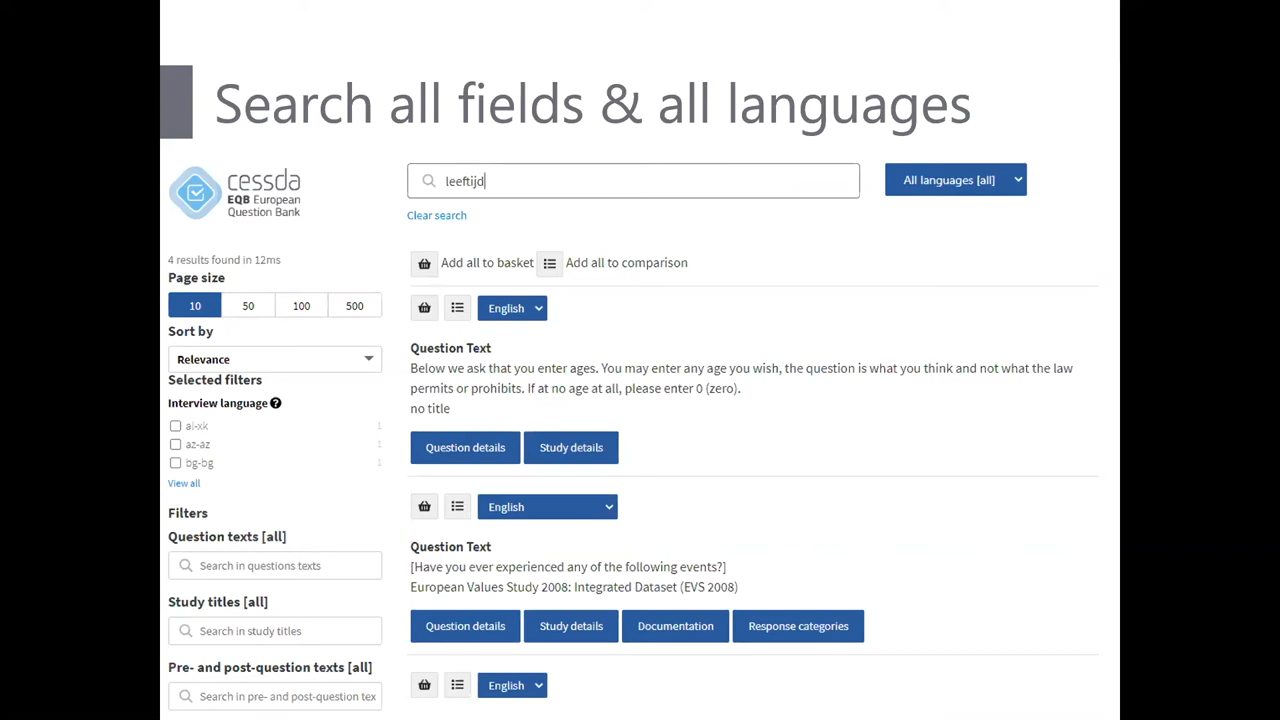 Search all fields & all languages
cessda
EQB European
Question Bank
leeftijd
All languages [all]
Clear search
4 results found in 12ms
Page size
10 50 100 500
Sort by
Relevance
Selected filters
Interview language ?
al-xk 1
az-az 1
bg-bg 1
View all
Filters
Question texts [all]
Search in questions texts
Study titles [all]
Search in study titles
Pre- and post-question texts [all]
Search in pre- and post-question tex
Add all to basket Add all to comparison
English
Question Text
Below we ask that you enter ages. You may enter any age you wish, the question is what you think and not what the law
permits or prohibits. If at no age at all, please enter 0 (zero).
no title
Question details Study details
English
Question Text
[Have you ever experienced any of the following events?]
European Values Study 2008: Integrated Dataset (EVS 2008)
Question details Study details Documentation Response categories
English